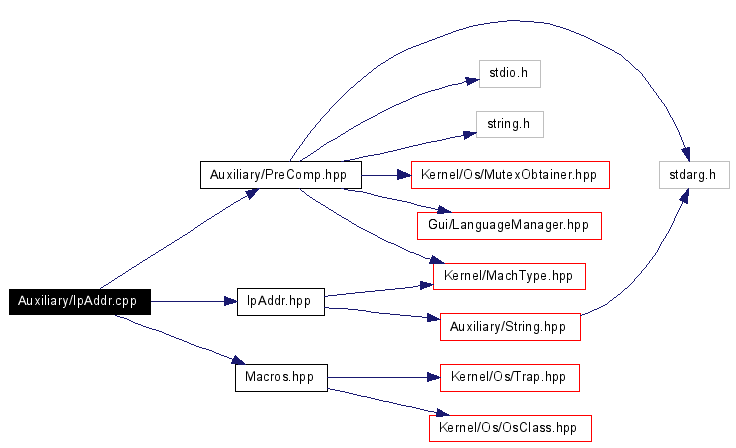 stdio.h
string.h
Auxiliary/PreComp.hpp
Kernel/Os/MutexObtainer.hpp
stdarg.h
Gui/LanguageManager.hpp
Kernel/MachType.hpp
Auxiliary/IpAddr.cpp
IpAddr.hpp
Auxiliary/String.hpp
Macros.hpp
Kernel/Os/Trap.hpp
Kernel/Os/OsClass.hpp